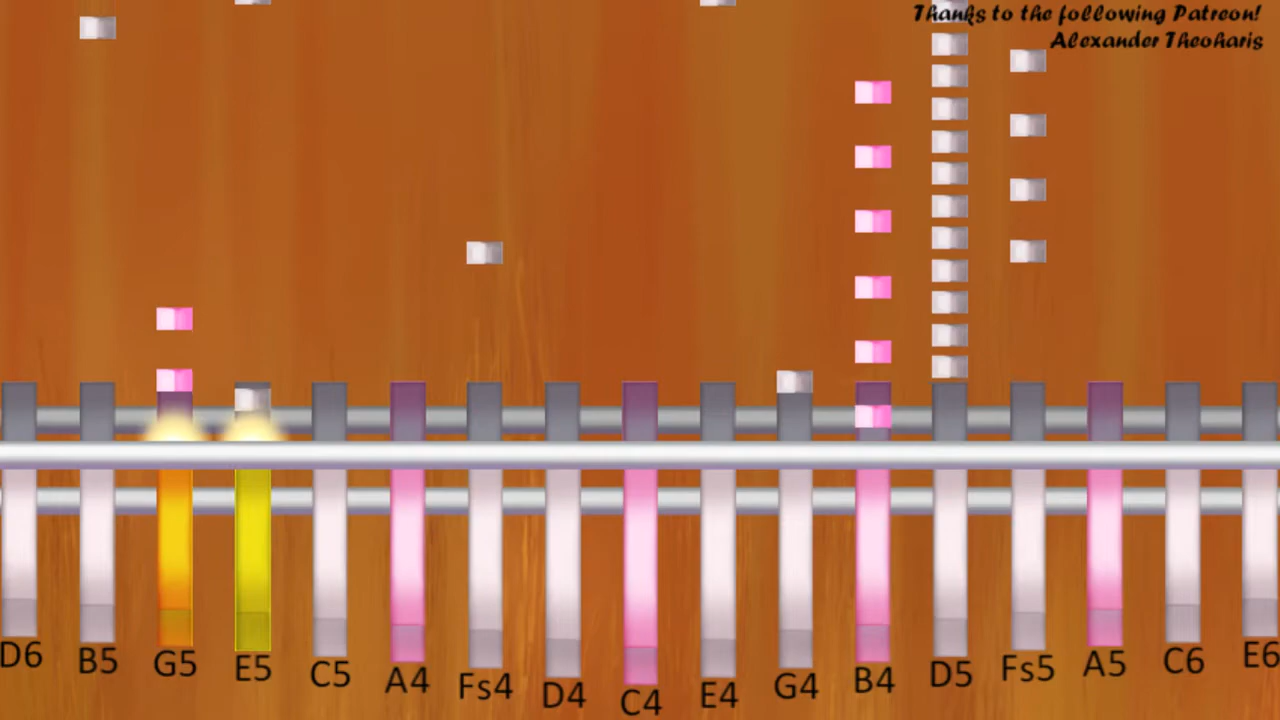 Thanks to the following Patreon!
Alexander Theoharis
D6 B5 G5 E5 C5 A4 Fs4 D4 C4 E4 G4 B4 D5 Fs5 A5 C6 E6